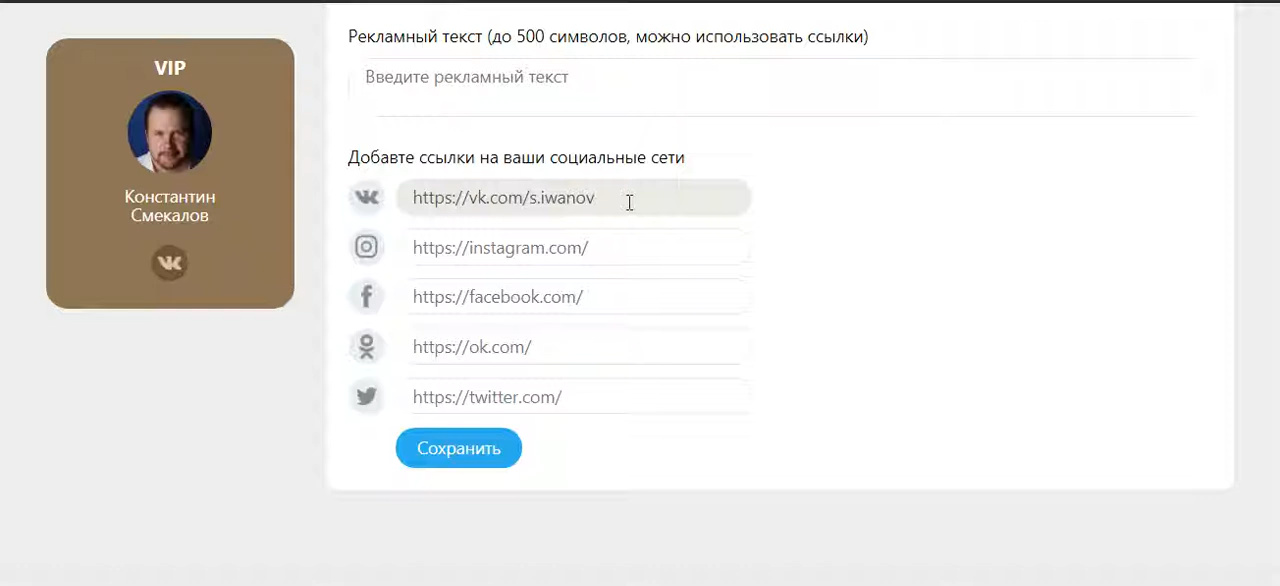 VIP
Константин
Смекалов
Рекламный текст (до 500 символов, можно использовать ссылки)
Введите рекламный текст
Добавте ссылки на ваши социальные сети
https://vk.com/s.iwanov
https://instagram.com/
https://facebook.com/
https://ok.com/
https://twitter.com/
Сохранить